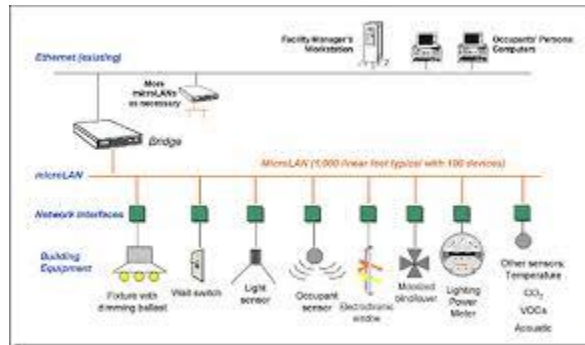 Facility Manager's
Workstation
Occupants' Personal
Computers
Ethernet (existing)
More
microLANs
as necessary
Bridge
MicroLAN (1,000 linear feet typical with 100 devices)
microLAN
Network Interfaces
Building
Equipment
Fixture with
dimming ballast
Wall switch
Light
sensor
Occupant
sensor
Electrochromic
window
Motorized
blind/louver
Lighting
Power
Meter
Other sensors:
Temperature
CO₂
VOCs
Acoustic